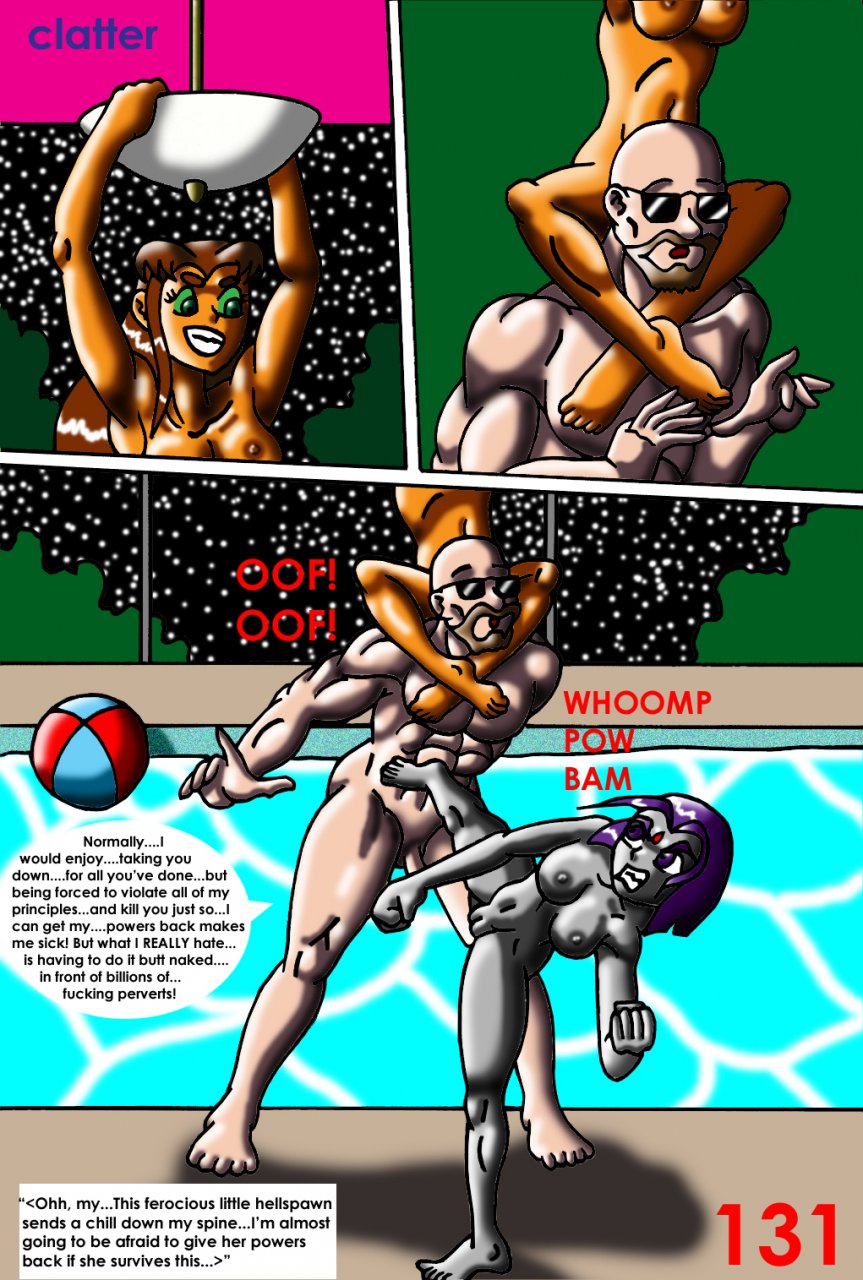 clatter
OOF!
OOF!
WHOOMP
POW
BAM
Normally....I
would enjoy....taking you
down....for all you've done...but
being forced to violate all of my
principles...and kill you just so...I
can get my....powers back makes
me sick! But what I REALLY hate...
is having to do it butt naked....
in front of billions of...
fucking perverts!
“<Ohh, my...This ferocious little hellspawn
sends a chill down my spine...I'm almost
going to be afraid to give her powers
back if she survives this...>”
131